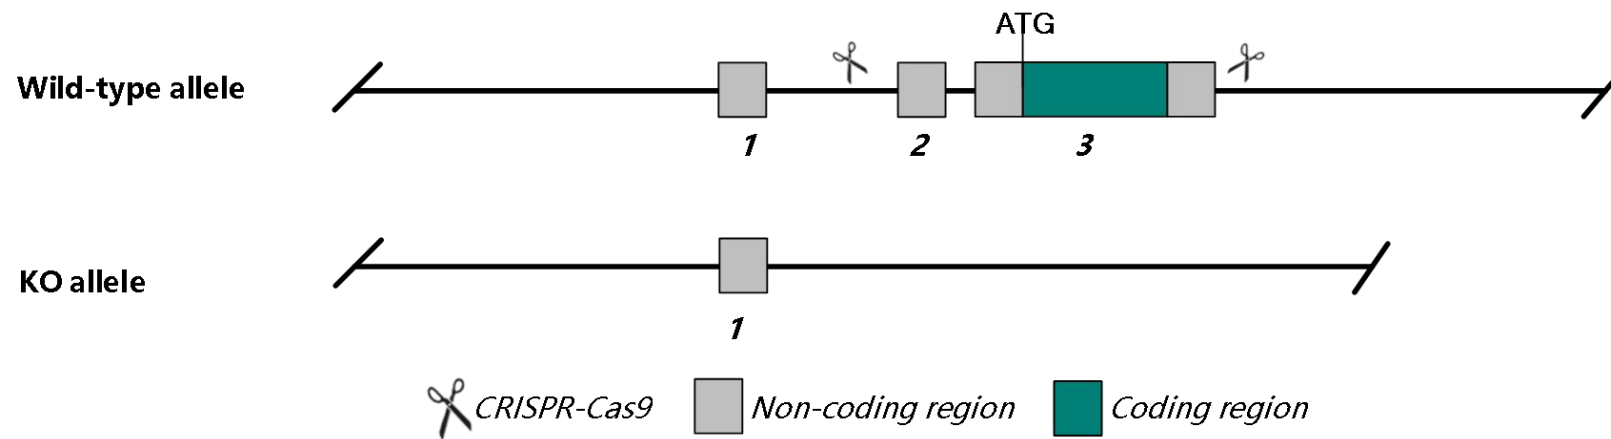 ATG
Wild-type allele
1 2 3
KO allele
1
CRISPR-Cas9 Non-coding region Coding region